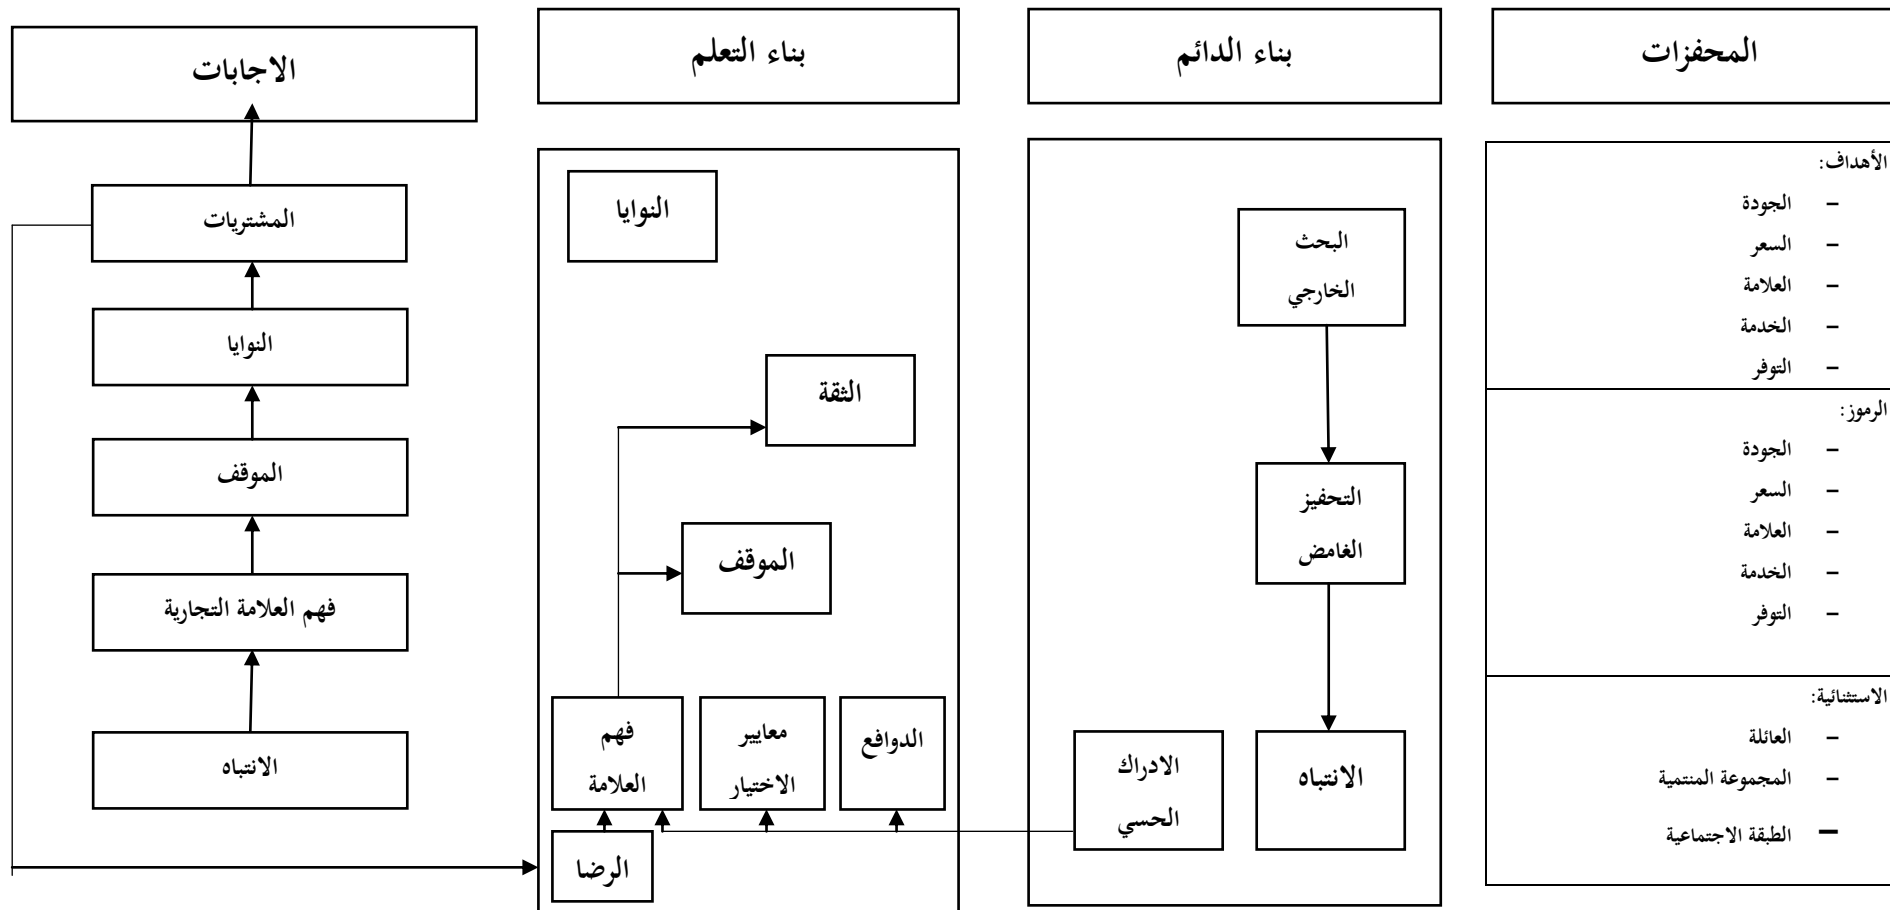 المحفزات
بناء الدائم
بناء التعلم
الاجابات
الأهداف:
– الجودة
– السعر
– العلامة
– الخدمة
– التوفر
الرموز:
– الجودة
– السعر
– العلامة
– الخدمة
– التوفر
الاستثنائية:
– العائلة
– المجموعة المنتمية
– الطبقة الاجتماعية
البحث
الخارجي
التحفيز
الغامض
الانتباه
الادراك
الحسي
النوايا
الثقة
الموقف
الدوافع
معايير
الاختيار
فهم
العلامة
الرضا
المشتريات
النوايا
الموقف
فهم العلامة التجارية
الانتباه